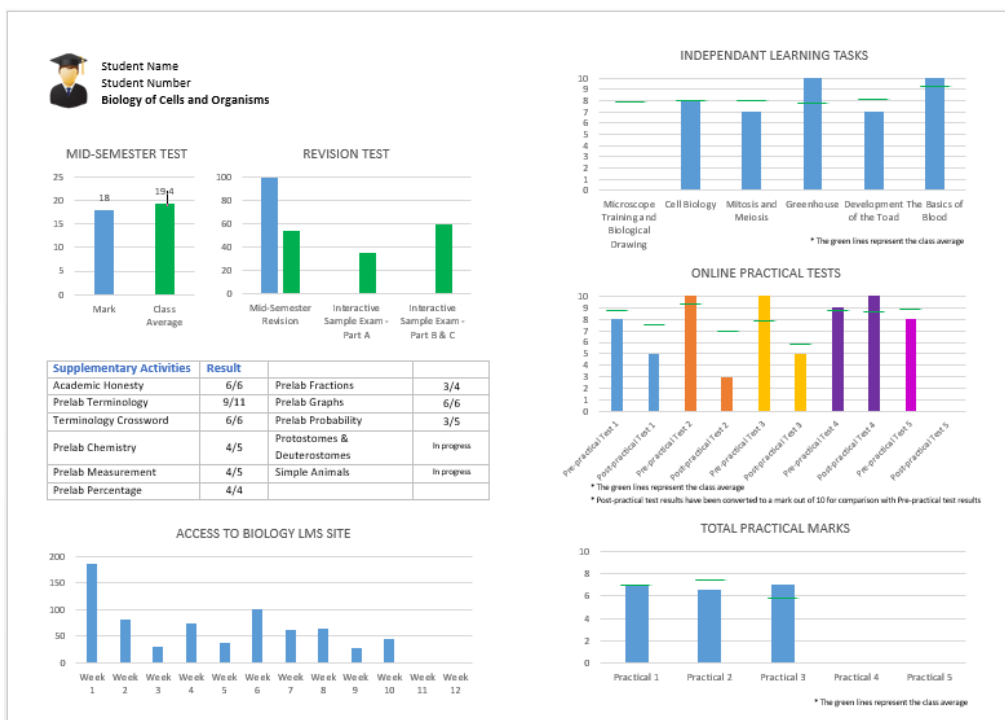 Student Name
Student Number
Biology of Cells and Organisms
MID-SEMESTER TEST
25
20
15
10
5
0
18
19.4
Mark
Class
Average
REVISION TEST
100
80
60
40
20
0
Mid-Semester
Revision
Interactive
Sample Exam -
Part A
Interactive
Sample Exam -
Part B & C
Supplementary Activities Result
Academic Honesty 6/6 Prelab Fractions 3/4
Prelab Terminology 9/11 Prelab Graphs 6/6
Terminology Crossword 6/6 Prelab Probability 3/5
Prelab Chemistry 4/5 Protostomes &
Deuterostomes In progress
Prelab Measurement 4/5 Simple Animals In progress
Prelab Percentage 4/4
ACCESS TO BIOLOGY LMS SITE
200
150
100
50
0
Week
1
Week
2
Week
3
Week
4
Week
5
Week
6
Week
7
Week
8
Week
9
Week
10
Week
11
Week
12
INDEPENDANT LEARNING TASKS
10
9
8
7
6
5
4
3
2
1
0
Microscope
Training and
Biological
Drawing
Cell Biology
Mitosis and
Meiosis
Greenhouse
Development
of the Toad
The Basics of
Blood
* The green lines represent the class average
ONLINE PRACTICAL TESTS
10
9
8
7
6
5
4
3
2
1
0
Pre-practical Test 1
Post-practical Test 1
Pre-practical Test 2
Post-practical Test 2
Pre-practical Test 3
Post-practical Test 3
Pre-practical Test 4
Post-practical Test 4
Pre-practical Test 5
Post-practical Test 5
* The green lines represent the class average
* Post-practical test results have been converted to a mark out of 10 for comparison with Pre-practical test results
TOTAL PRACTICAL MARKS
10
8
6
4
2
0
Practical 1
Practical 2
Practical 3
Practical 4
Practical 5
* The green lines represent the class average